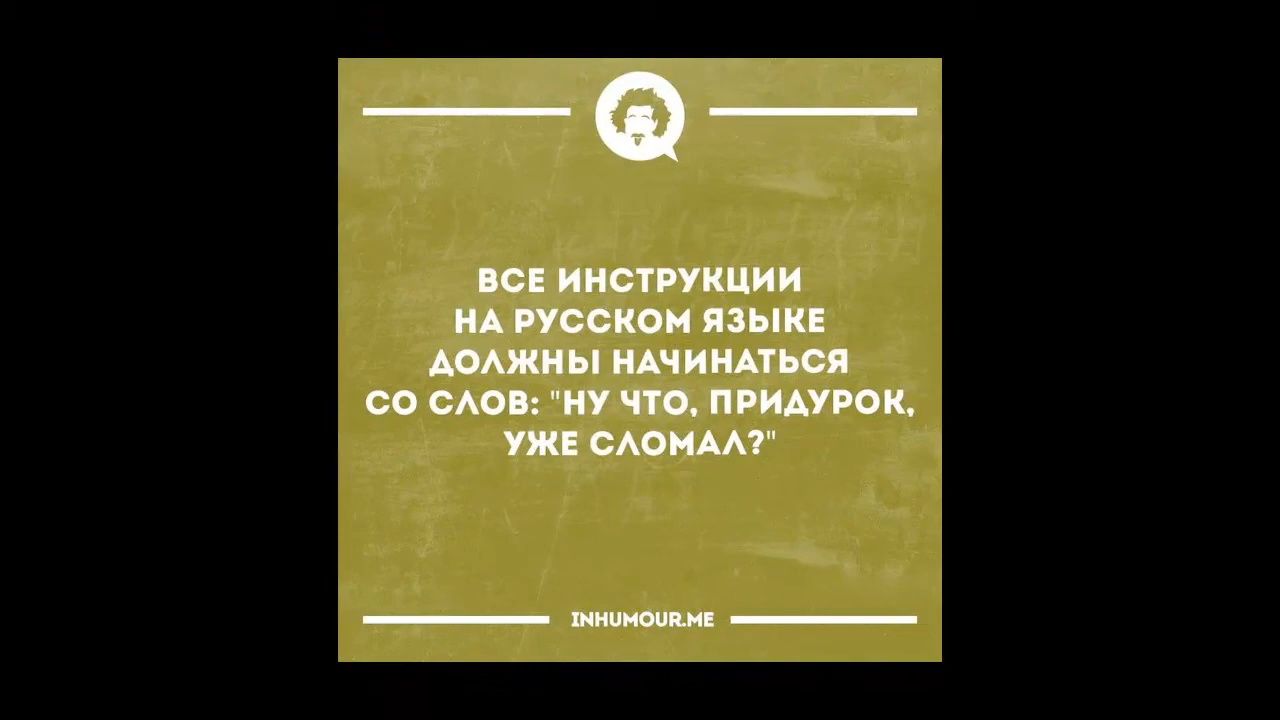 ВСЕ ИНСТРУКЦИИ
НА РУССКОМ ЯЗЫКЕ
ДОЛЖНЫ НАЧИНАТЬСЯ
СО СЛОВ: "НУ ЧТО, ПРИДУРОК,
УЖЕ СЛОМАЛ?"
INHUMOUR.ME